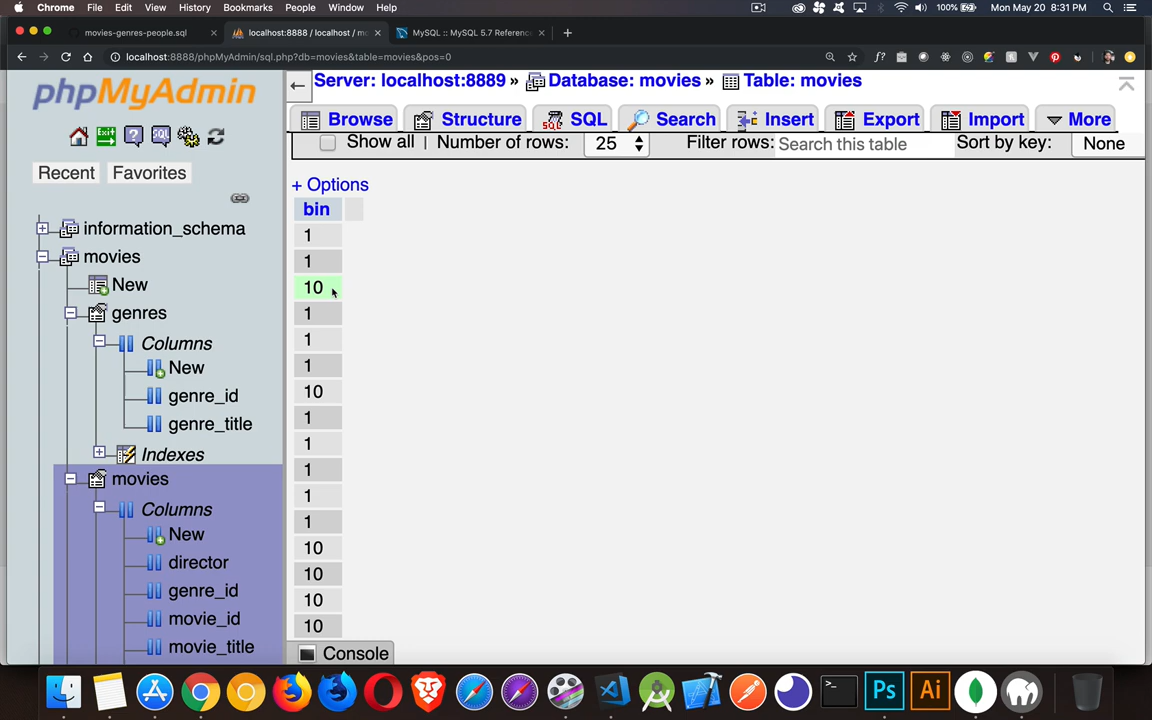 Chrome File Edit View History Bookmarks People Window Help 100% Mon May 20 8:31 PM
movies-genres-people.sql × localhost:8888 / localhost / m × MySQL :: MySQL 5.7 Referenc ×
localhost:8888/phpMyAdmin/sql.php?db=movies&table=movies&pos=0
phpMyAdmin
Recent Favorites
information_schema
movies
New
genres
Columns
New
genre_id
genre_title
Indexes
movies
Columns
New
director
genre_id
movie_id
movie_title
Server: localhost:8889 » Database: movies » Table: movies
Browse Structure SQL Search Insert Export Import More
Show all | Number of rows: 25 Filter rows: Search this table Sort by key: None
+ Options
bin
1
1
10
1
1
1
10
1
1
1
1
1
10
10
10
10
Console
Ps Ai